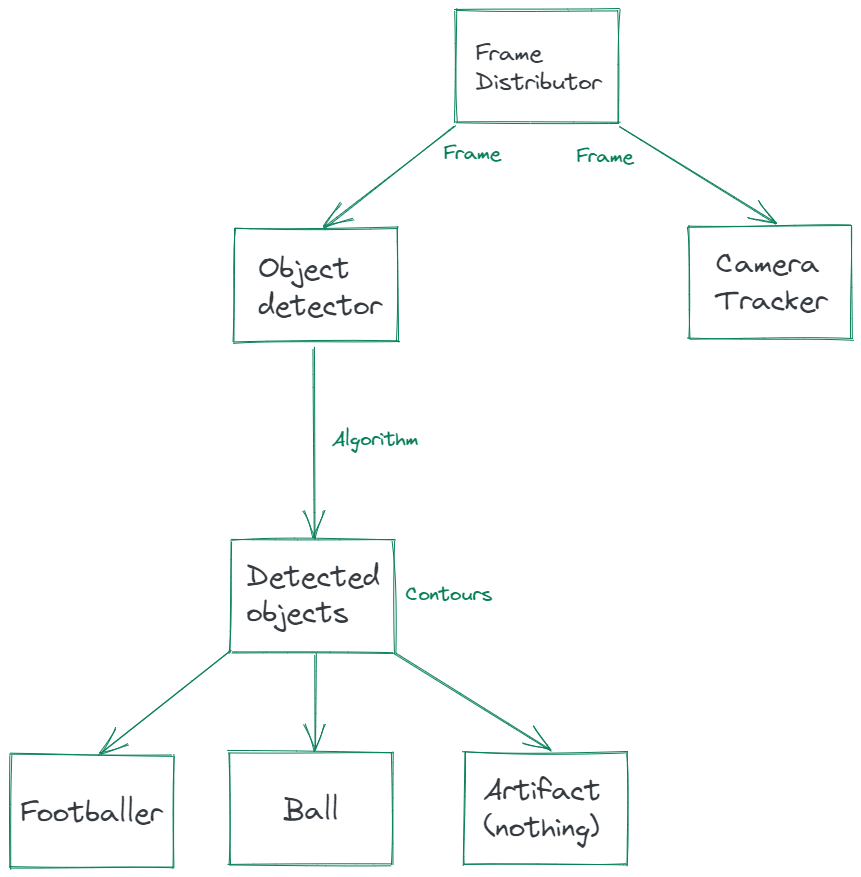 Frame
Distributor
Frame
Frame
Object
detector
Camera
Tracker
Algorithm
Detected
objects
Contours
Footballer
Ball
Artifact
(nothing)